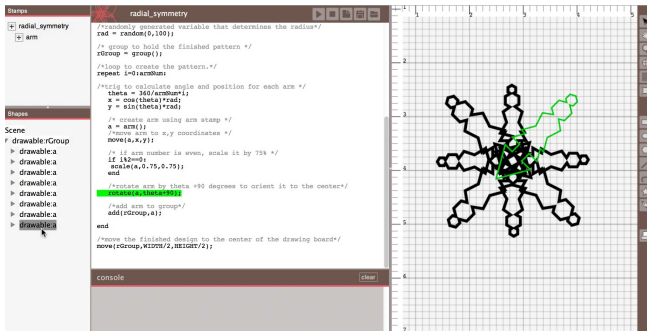 Stamps
radial_symmetry
arm
Shapes
Scene
drawable:rGroup
drawable:a
drawable:a
drawable:a
drawable:a
drawable:a
drawable:a
drawable:a
drawable:a
radial_symmetry
/*randomly generated variable that determines the radius*/
rad = random(0,100);
/* group to hold the finished pattern */
rGroup = group();
/*loop to create the pattern.*/
repeat i=0:armNum:
/*trig to calculate angle and position for each arm */
theta = 360/armNum*i;
x = cos(theta)*rad;
y = sin(theta)*rad;
/* create arm using arm stamp */
a = arm()
/*move arm to x,y coordinates */
move(a,x,y);
/* if arm number is even, scale it by 75% */
if i%2==0:
scale(a,0.75,0.75);
end
/*rotate arm by theta +90 degrees to orient it to the center*/
rotate(a,theta+90);
/*add arm to group*/
add(rGroup,a);
end
/*move the finished design to the center of the drawing board*/
move(rGroup,WIDTH/2,HEIGHT/2);
console
clear
1
2
3
4
5
1
2
3
4
5
6
7